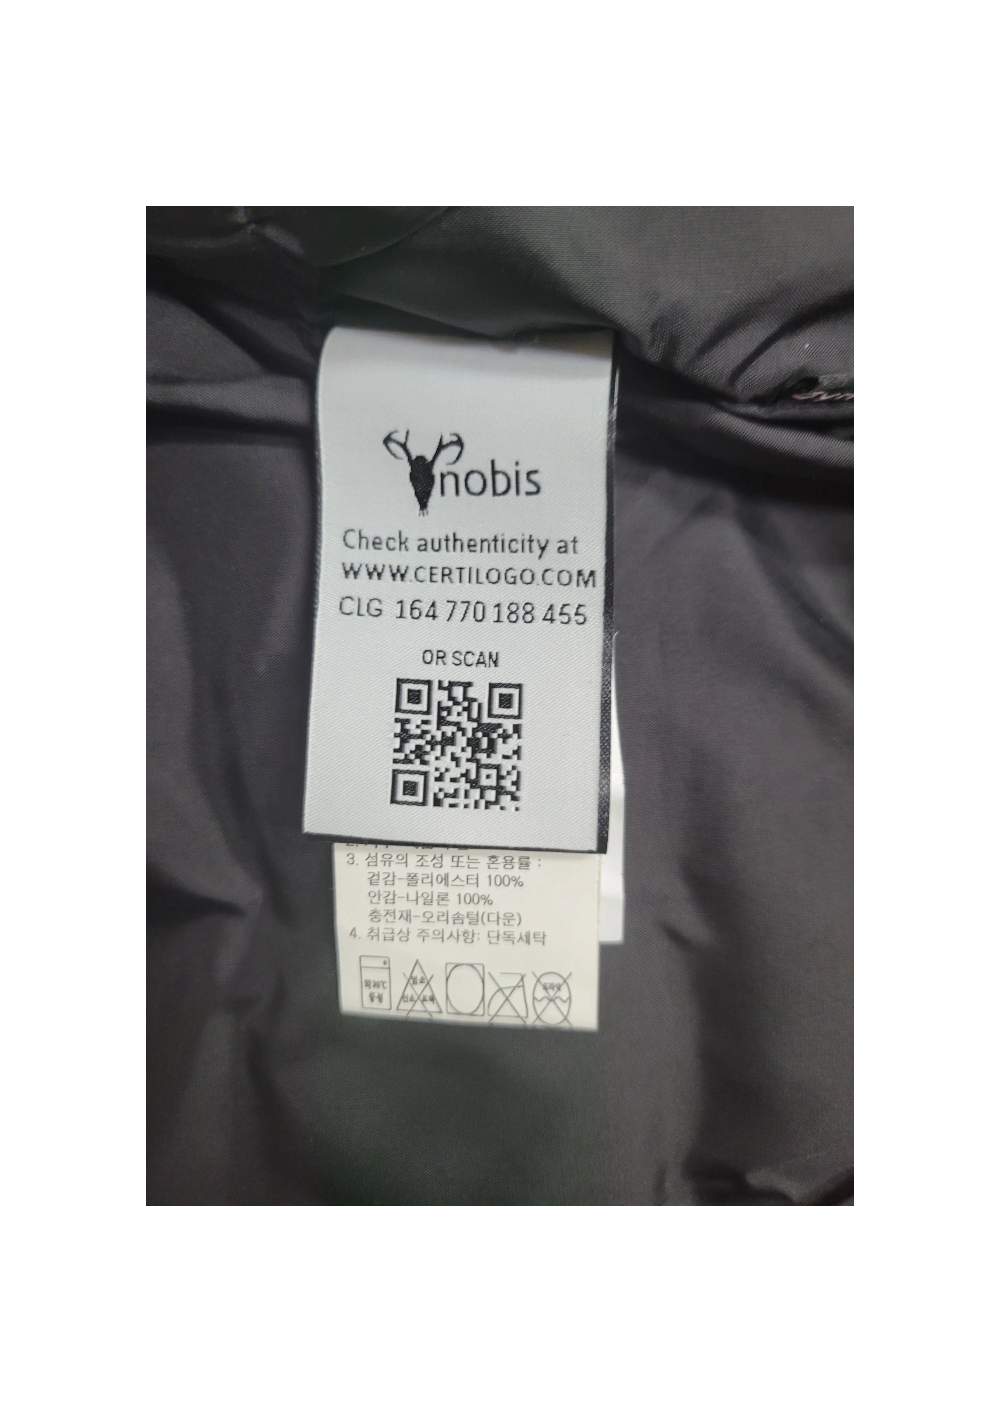 nobis
Check authenticity at
WWW.CERTILOGO.COM
CLG 164 770 188 455
OR SCAN
3. 섬유의 조성 또는 혼용률 :
겉감-폴리에스터 100%
안감-나일론 100%
충전재-오리솜털(다운)
4. 취급상 주의사항: 단독세탁